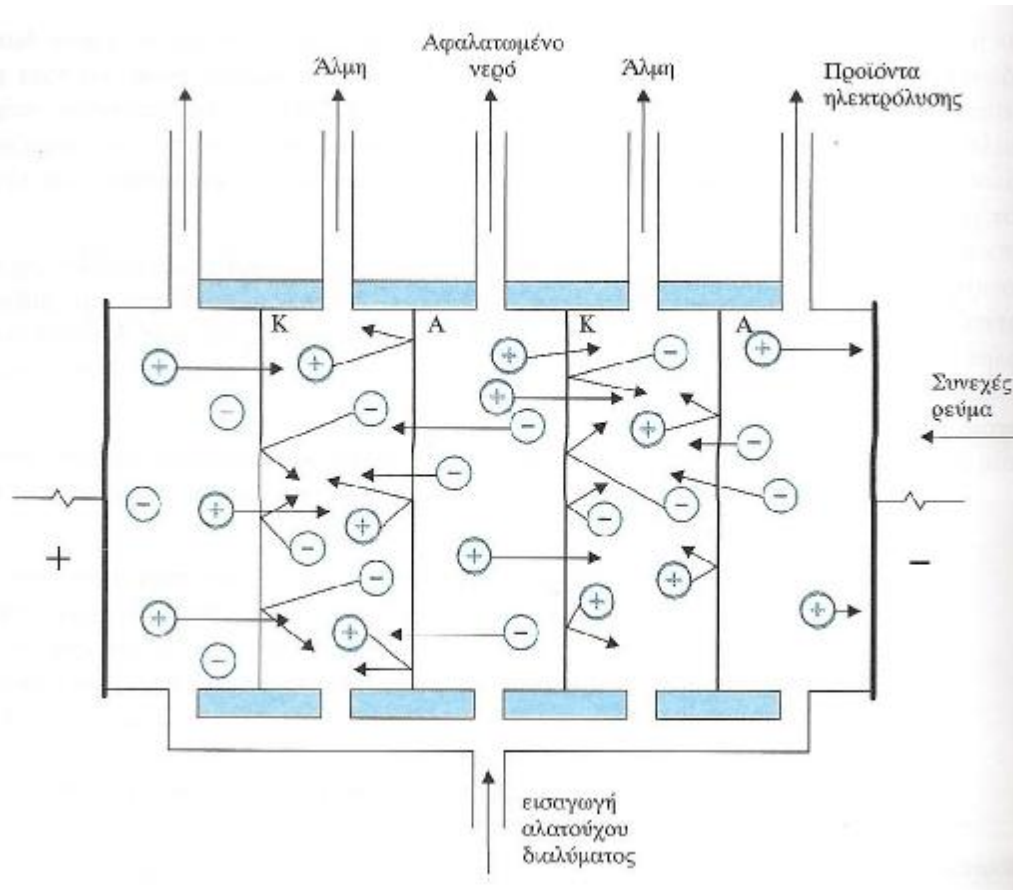 Άλμη
Αφαλατωμένο
νερό
Άλμη
Προϊόντα
ηλεκτρόλυσης
Κ
Α
Κ
Α
Συνεχές
ρεύμα
+
−
εισαγωγή
αλατούχου
διαλύματος